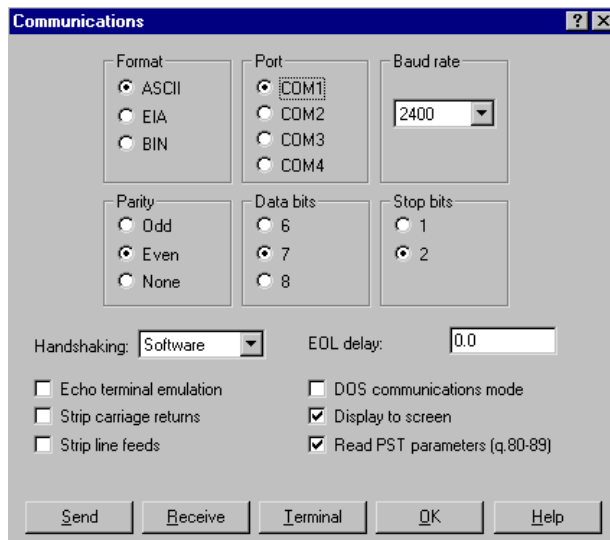 Communications
Format
ASCII
EIA
BIN
Port
COM1
COM2
COM3
COM4
Baud rate
2400
Parity
Odd
Even
None
Data bits
6
7
8
Stop bits
1
2
Handshaking: Software
EOL delay: 0.0
Echo terminal emulation
Strip carriage returns
Strip line feeds
DOS communications mode
Display to screen
Read PST parameters (q.80-89)
Send Receive Terminal OK Help